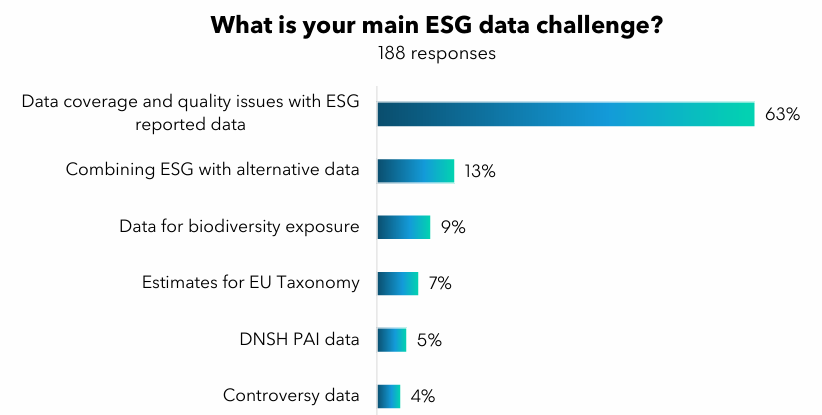 What is your main ESG data challenge?
188 responses
Data coverage and quality issues with ESG
reported data
63%
Combining ESG with alternative data
13%
Data for biodiversity exposure
9%
Estimates for EU Taxonomy
7%
DNSH PAI data
5%
Controversy data
4%